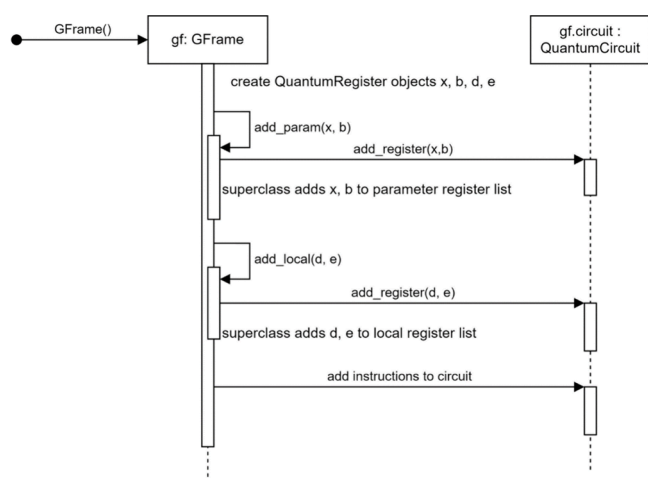 GFrame()
gf: GFrame
gf.circuit :
QuantumCircuit
create QuantumRegister objects x, b, d, e
add_param(x, b)
add_register(x,b)
superclass adds x, b to parameter register list
add_local(d, e)
add_register(d, e)
superclass adds d, e to local register list
add instructions to circuit